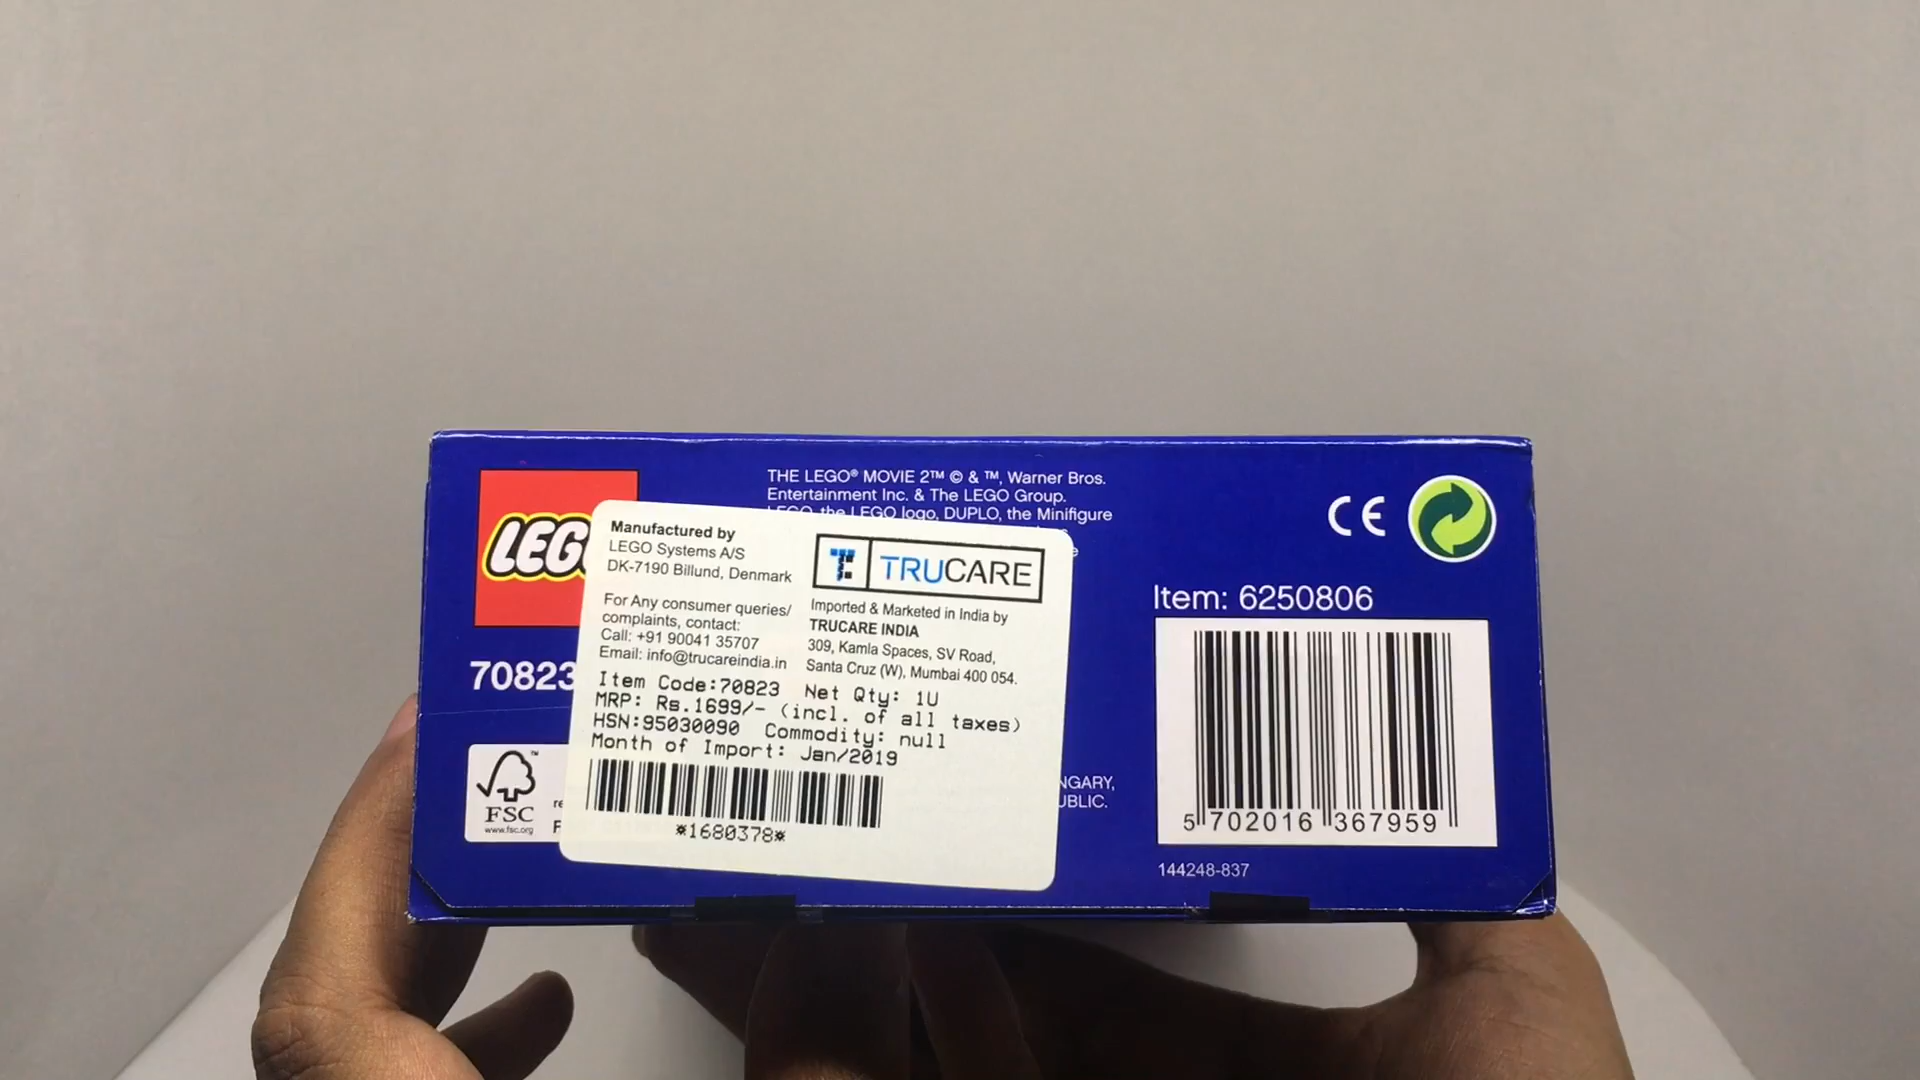 LEG
70823
FSC
™
www.fsc.org
THE LEGO® MOVIE 2™ © & ™, Warner Bros.
Entertainment Inc. & The LEGO Group.
LEGO, the LEGO logo, DUPLO, the Minifigure
Manufactured by
LEGO Systems A/S
DK-7190 Billund, Denmark
For Any consumer queries/
complaints, contact:
Call: +91 90041 35707
Email: info@trucareindia.in
TRUCARE
Imported & Marketed in India by
TRUCARE INDIA
309, Kamla Spaces, SV Road,
Santa Cruz (W), Mumbai 400 054.
Item Code:70823 Net Qty: 1U
MRP: Rs.1699/- (incl. of all taxes)
HSN:95030090 Commodity: null
Month of Import: Jan/2019
*1680378*
NGARY,
UBLIC.
CE
Item: 6250806
5 702016 367959
144248-837